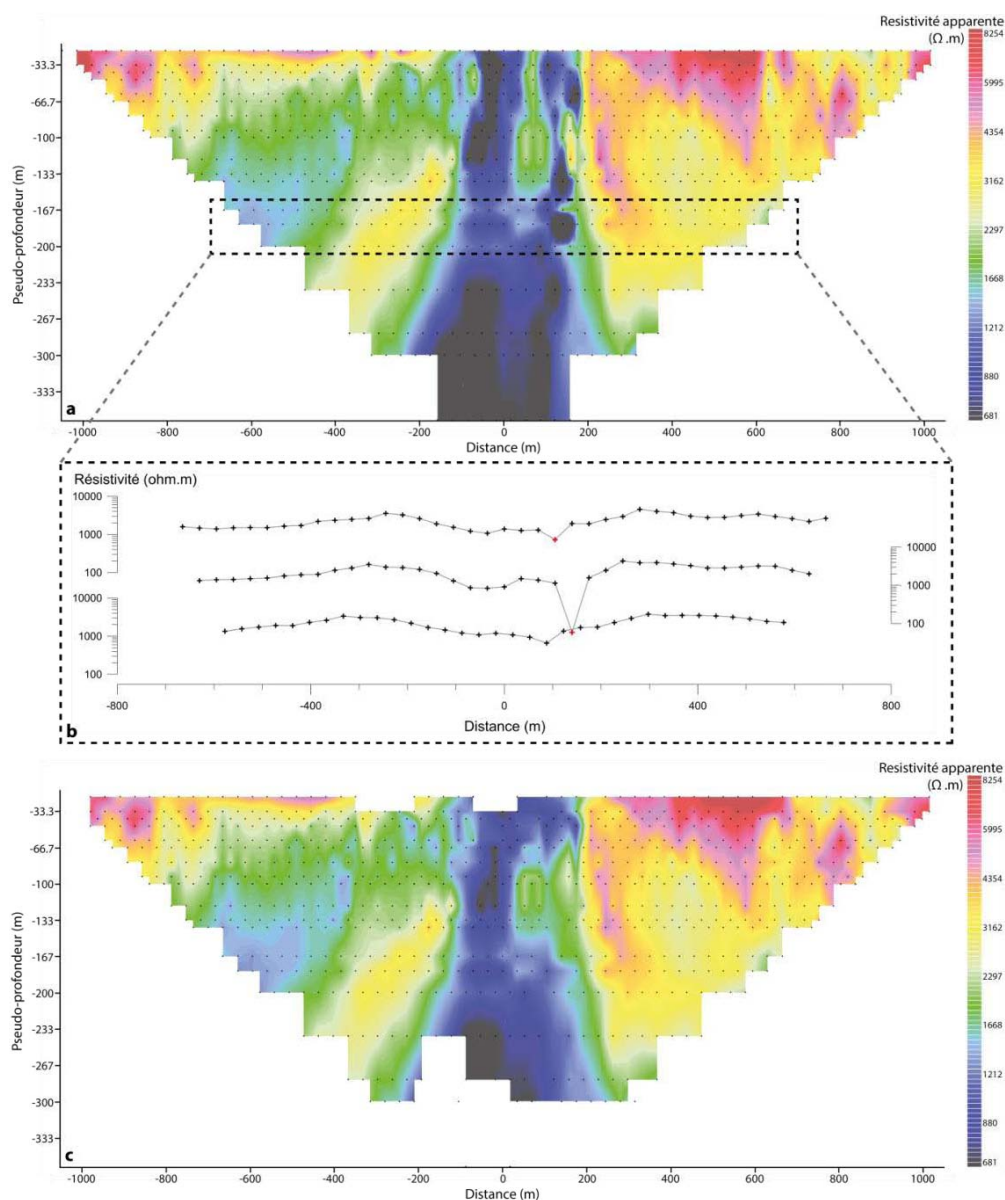 Resistivité apparente
(Ω .m)
8254
5995
4354
3162
2297
1668
1212
880
681
Pseudo-profondeur (m)
-33.3
-66.7
-100
-133
-167
-200
-233
-267
-300
-333
a
-1000 -800 -600 -400 -200 0 200 400 600 800 1000
Distance (m)
Résistivité (ohm.m)
10000
1000
100
10000
1000
100
10000
1000
100
-800 -400 0 400 800
Distance (m)
b
Resistivité apparente
(Ω .m)
8254
5995
4354
3162
2297
1668
1212
880
681
Pseudo-profondeur (m)
-33.3
-66.7
-100
-133
-167
-200
-233
-267
-300
-333
c
-1000 -800 -600 -400 -200 0 200 400 600 800 1000
Distance (m)